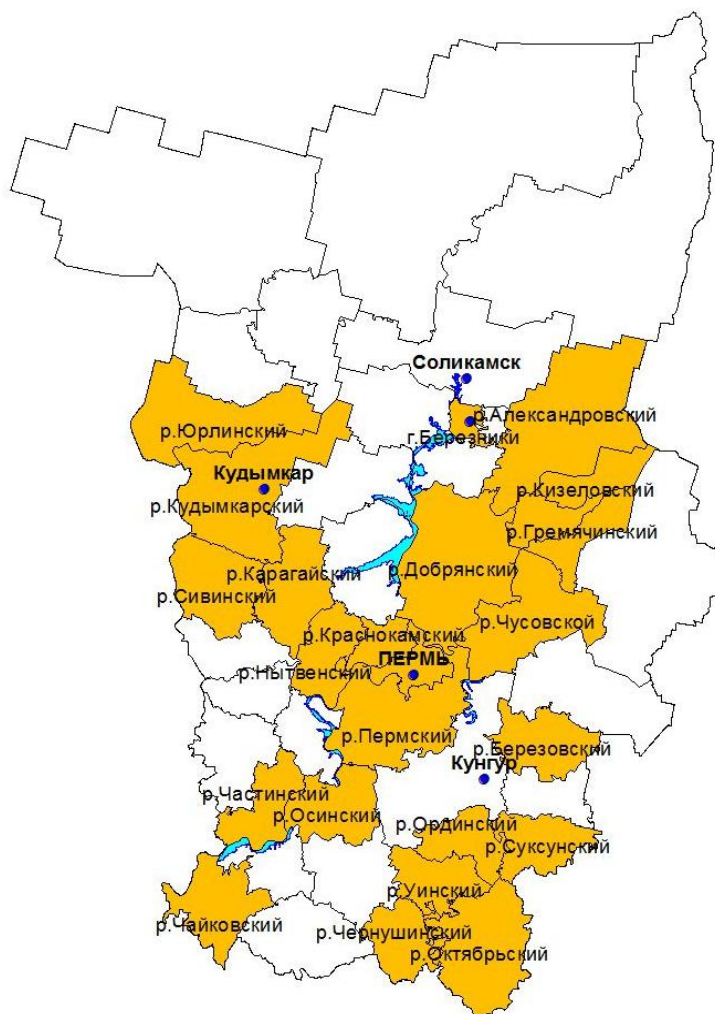 Соликамск
р.Александровский
г.Березники
р.Юрлинский
Кудымкар
р.Кудымкарский
р.Кизеловский
р.Гремячинский
р.Добрянский
р.Карагайский
р.Сивинский
р.Чусовской
р.Краснокамский
ПЕРМЬ
р.Нытвенский
р.Пермский
р.Березовский
Кунгур
р.Частинский
р.Осинский
р.Ординский
р.Суксунский
р.Уинский
р.Чайковский
р.Чернушинский
р.Октябрьский